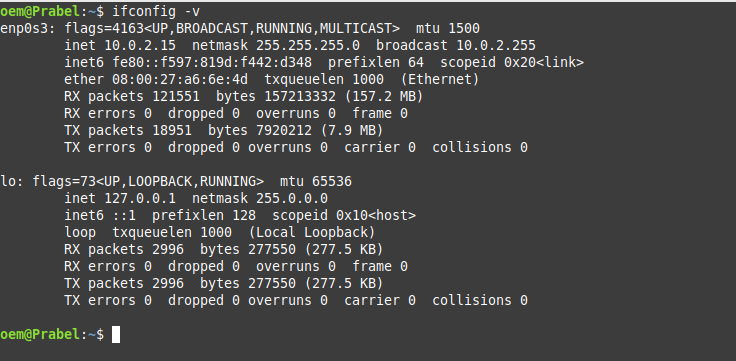 oem@Prabel:~$ ifconfig -v
enp0s3: flags=4163<UP,BROADCAST,RUNNING,MULTICAST>  mtu 1500
        inet 10.0.2.15  netmask 255.255.255.0  broadcast 10.0.2.255
        inet6 fe80::f597:819d:f442:d348  prefixlen 64  scopeid 0x20<link>
        ether 08:00:27:a6:6e:4d  txqueuelen 1000  (Ethernet)
        RX packets 121551  bytes 157213332 (157.2 MB)
        RX errors 0  dropped 0  overruns 0  frame 0
        TX packets 18951  bytes 7920212 (7.9 MB)
        TX errors 0  dropped 0 overruns 0  carrier 0  collisions 0

lo: flags=73<UP,LOOPBACK,RUNNING>  mtu 65536
        inet 127.0.0.1  netmask 255.0.0.0
        inet6 ::1  prefixlen 128  scopeid 0x10<host>
        loop  txqueuelen 1000  (Local Loopback)
        RX packets 2996  bytes 277550 (277.5 KB)
        RX errors 0  dropped 0  overruns 0  frame 0
        TX packets 2996  bytes 277550 (277.5 KB)
        TX errors 0  dropped 0 overruns 0  carrier 0  collisions 0

oem@Prabel:~$